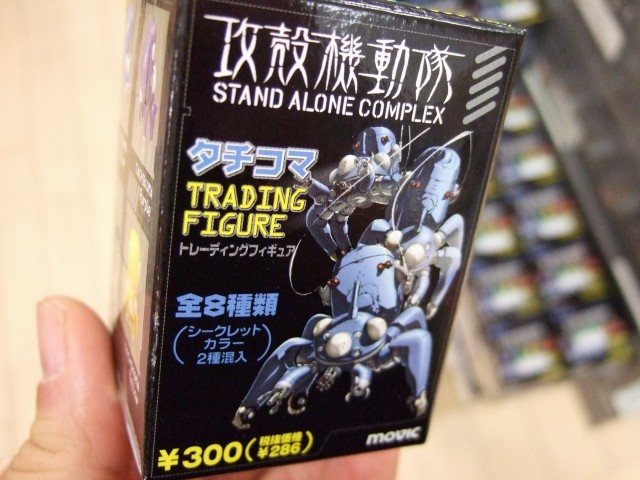 攻殻機動隊
STAND ALONE COMPLEX
タチコマ
TRADING
FIGURE
トレーディングフィギュア
全8種類
(シークレット
カラー
2種混入)
¥300(税抜価格
¥286)
movic